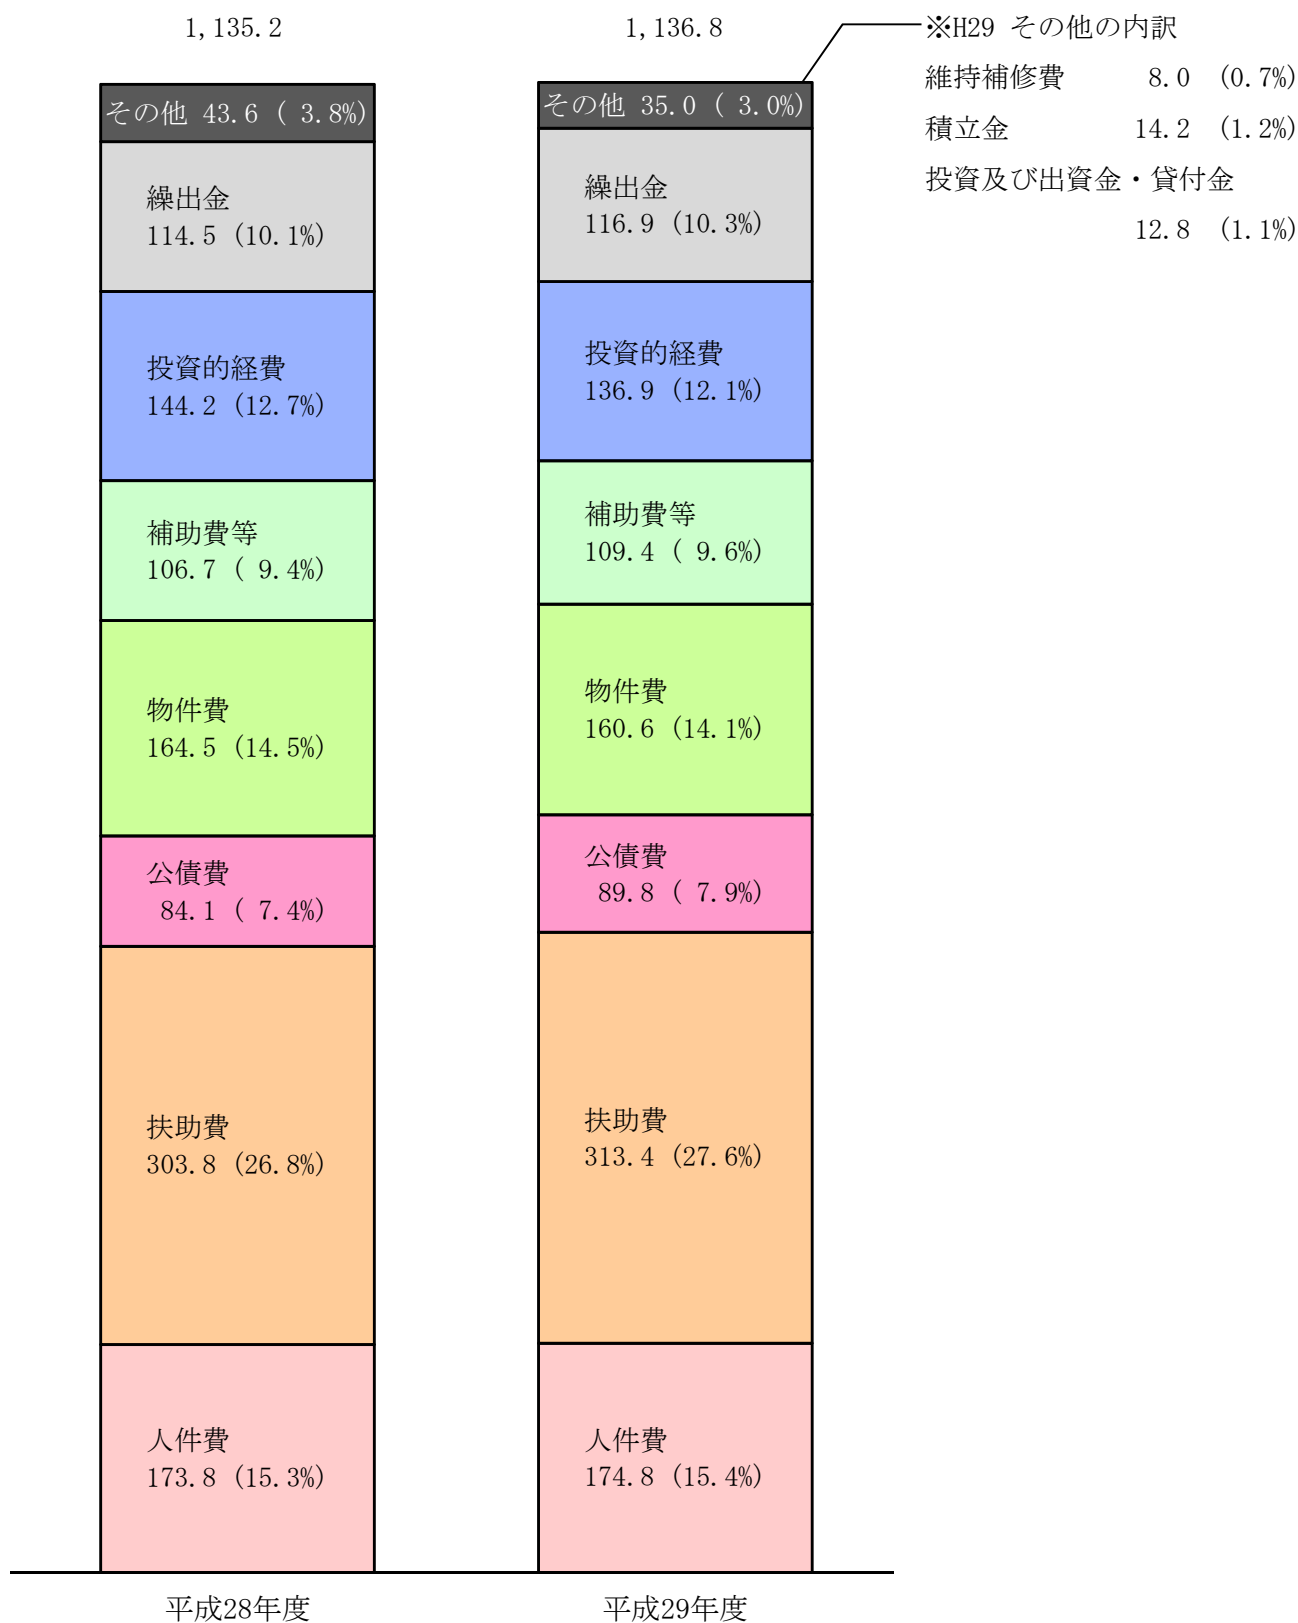 1,135.2
その他 43.6 ( 3.8%)
繰出金
114.5 (10.1%)
投資的経費
144.2 (12.7%)
補助費等
106.7 ( 9.4%)
物件費
164.5 (14.5%)
公債費
84.1 ( 7.4%)
扶助費
303.8 (26.8%)
人件費
173.8 (15.3%)
平成28年度
1,136.8
その他 35.0 ( 3.0%)
繰出金
116.9 (10.3%)
投資的経費
136.9 (12.1%)
補助費等
109.4 ( 9.6%)
物件費
160.6 (14.1%)
公債費
89.8 ( 7.9%)
扶助費
313.4 (27.6%)
人件費
174.8 (15.4%)
平成29年度
※H29 その他の内訳
維持補修費 8.0 (0.7%)
積立金 14.2 (1.2%)
投資及び出資金・貸付金
12.8 (1.1%)